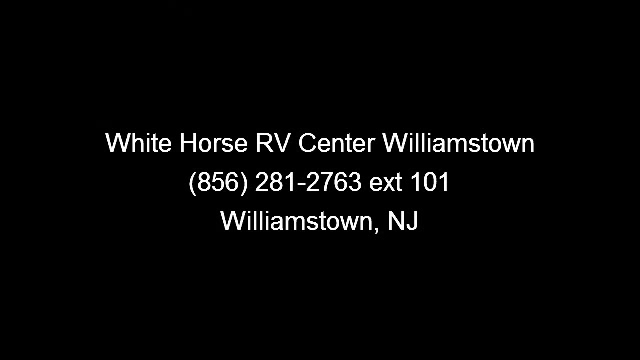 White Horse RV Center Williamstown
(856) 281-2763 ext 101
Williamstown, NJ